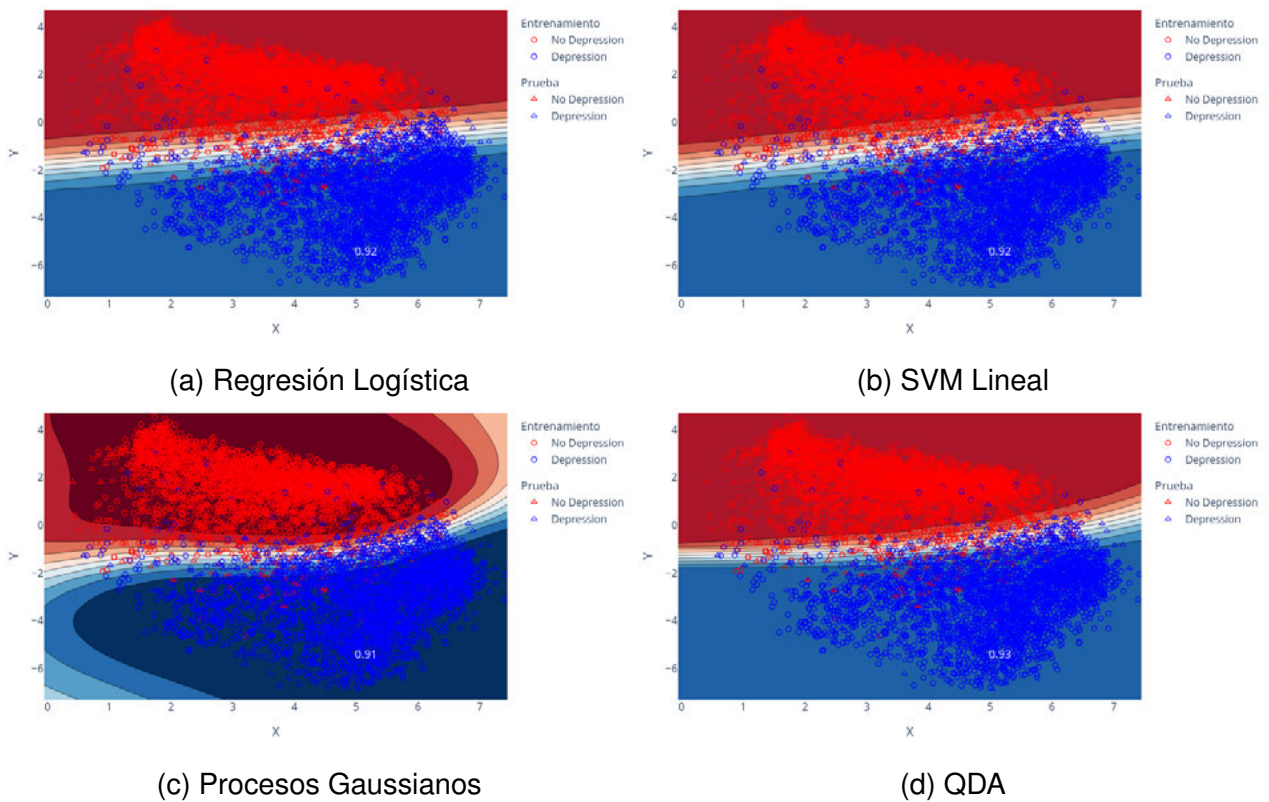 4
2
0
−2
−4
−6
Y
0 1 2 3 4 5 6 7
X
0.92
Entrenamiento
No Depression
Depression
Prueba
No Depression
Depression
(a) Regresión Logística
4
2
0
−2
−4
−6
Y
0 1 2 3 4 5 6 7
X
0.92
Entrenamiento
No Depression
Depression
Prueba
No Depression
Depression
(b) SVM Lineal
4
2
0
−2
−4
−6
Y
0 1 2 3 4 5 6 7
X
0.91
Entrenamiento
No Depression
Depression
Prueba
No Depression
Depression
(c) Procesos Gaussianos
4
2
0
−2
−4
−6
Y
0 1 2 3 4 5 6 7
X
0.93
Entrenamiento
No Depression
Depression
Prueba
No Depression
Depression
(d) QDA